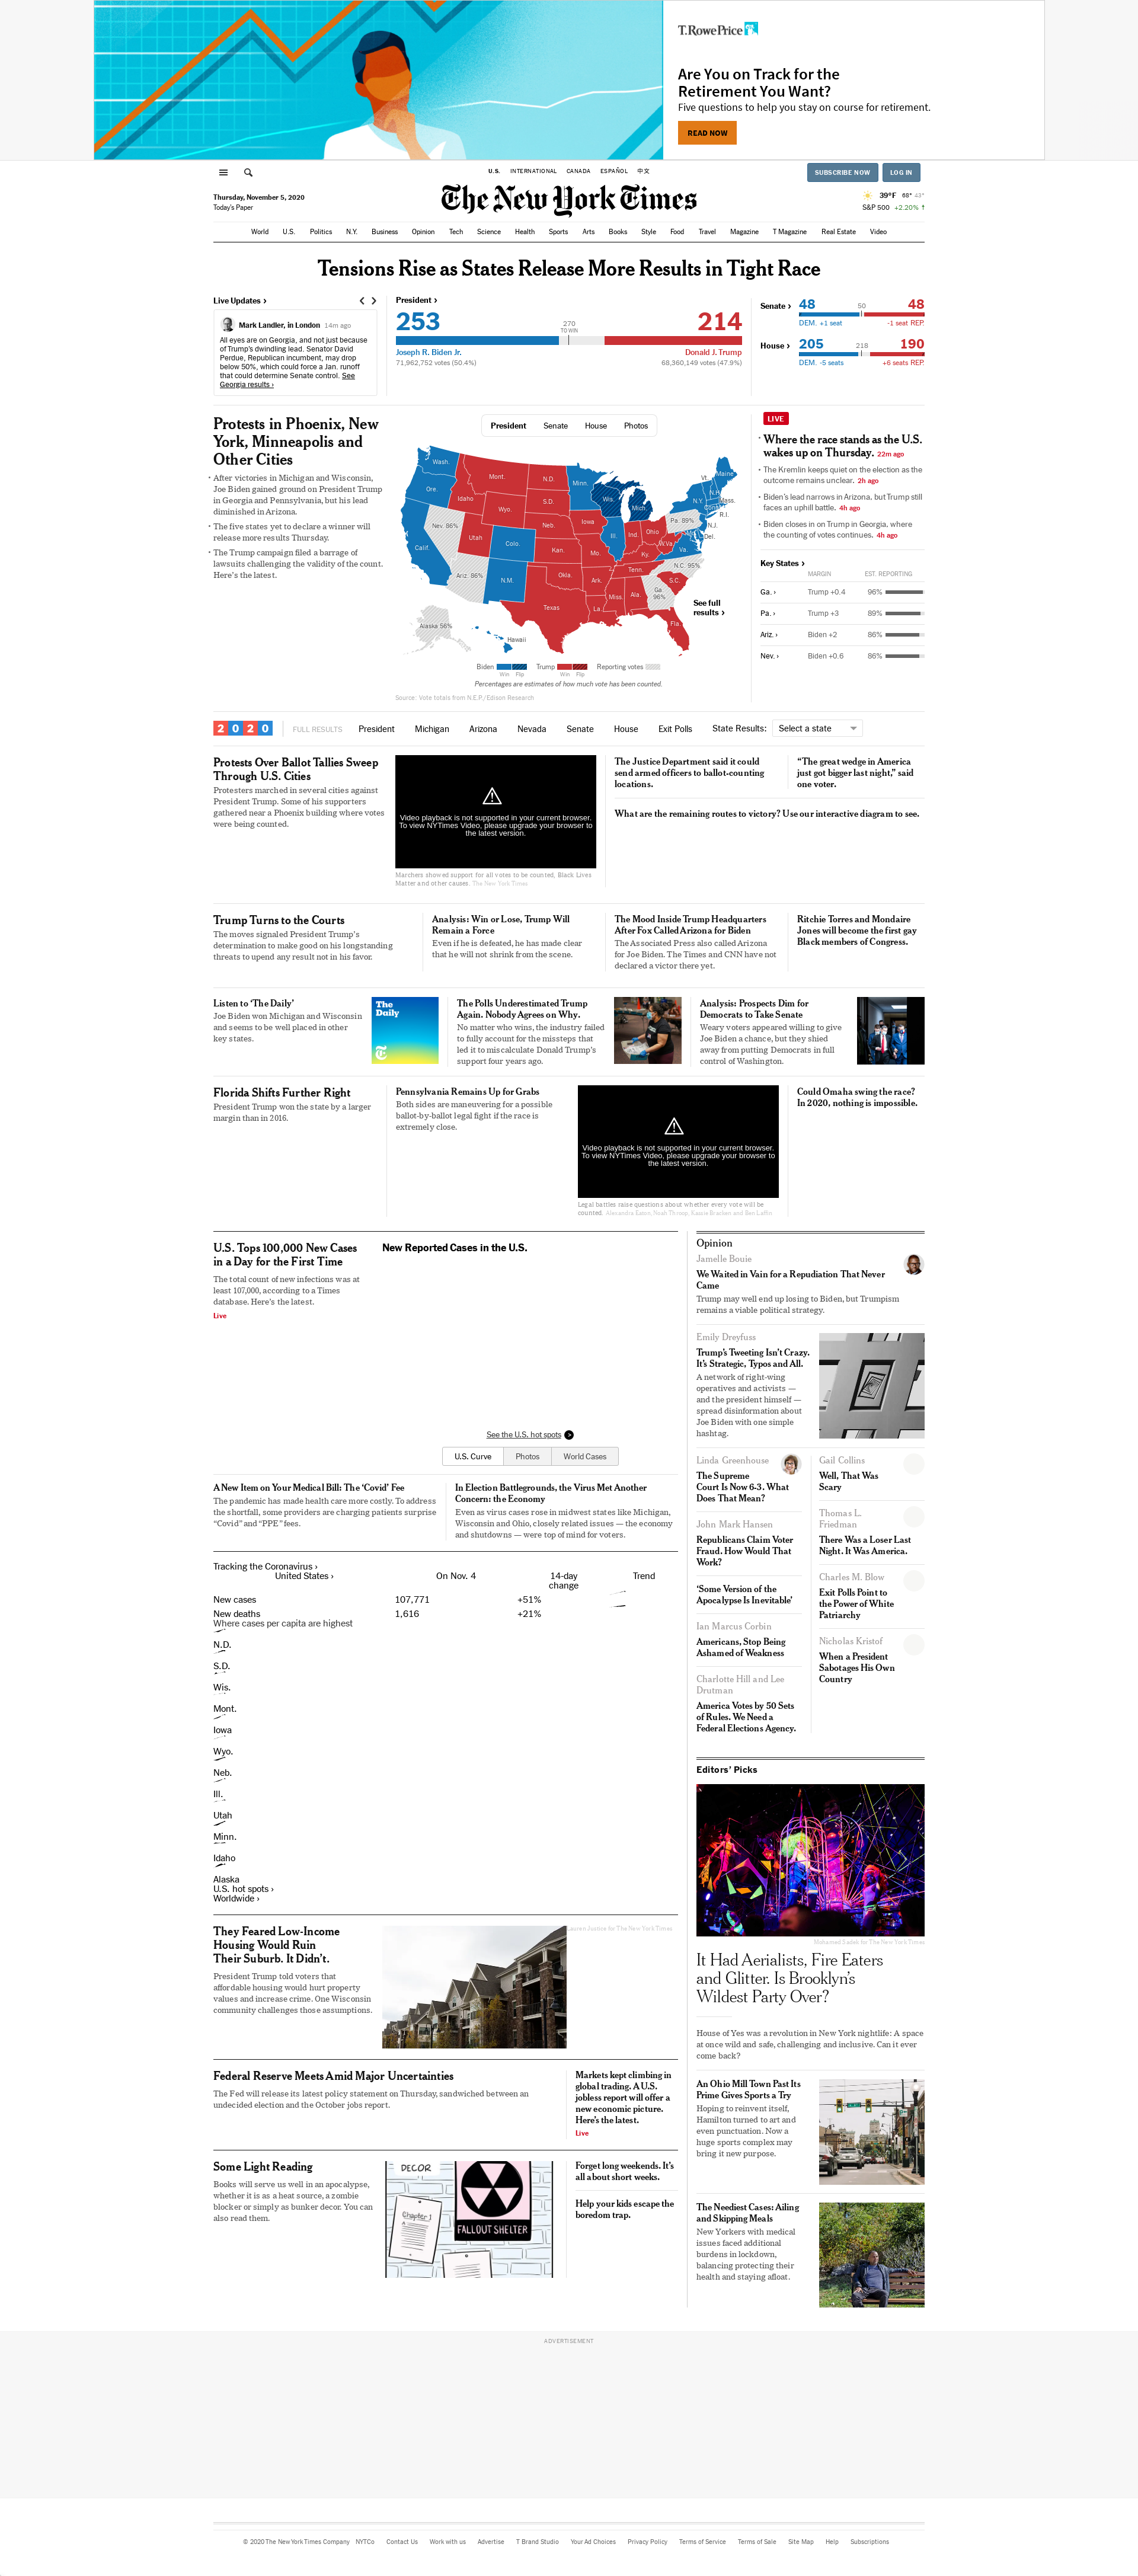 T.RowePrice
Are You on Track for the
Retirement You Want?
Five questions to help you stay on course for retirement.
READ NOW
U.S. INTERNATIONAL CANADA ESPAÑOL 中文
SUBSCRIBE NOW LOG IN
Thursday, November 5, 2020
Today's Paper
The New York Times
39°F 68° 43°
S&P 500 +2.20% ↑
World U.S. Politics N.Y. Business Opinion Tech Science Health Sports Arts Books Style Food Travel Magazine T Magazine Real Estate Video
Tensions Rise as States Release More Results in Tight Race
Live Updates ›
Mark Landler, in London 14m ago
All eyes are on Georgia, and not just because
of Trump's dwindling lead. Senator David
Perdue, Republican incumbent, may drop
below 50%, which could force a Jan. runoff
that could determine Senate control. See
Georgia results ›
President ›
253
270
TO WIN
214
Joseph R. Biden Jr.
Donald J. Trump
71,962,752 votes (50.4%)
68,360,149 votes (47.9%)
Senate ›
48 50 48
DEM. +1 seat -1 seat REP.
House ›
205 218 190
DEM. -5 seats +6 seats REP.
Protests in Phoenix, New
York, Minneapolis and
Other Cities
After victories in Michigan and Wisconsin,
Joe Biden gained ground on President Trump
in Georgia and Pennsylvania, but his lead
diminished in Arizona.
The five states yet to declare a winner will
release more results Thursday.
The Trump campaign filed a barrage of
lawsuits challenging the validity of the count.
Here's the latest.
President Senate House Photos
Wash.
Ore.
Calif.
Nev. 86%
Idaho
Mont.
Wyo.
Utah
Ariz. 86%
Colo.
N.M.
N.D.
S.D.
Neb.
Kan.
Okla.
Texas
Minn.
Iowa
Mo.
Ark.
La.
Wis.
Ill.
Mich.
Ind.
Ohio
Ky.
Tenn.
Miss.
Ala.
Ga.
96%
Fla.
S.C.
N.C. 95%
Va.
W.Va.
Pa. 89%
N.Y.
Vt.
N.H.
Maine
Mass.
Conn.
R.I.
N.J.
Del.
Alaska 56%
Hawaii
See full
results ›
Biden Trump Reporting votes
Win Flip Win Flip
Percentages are estimates of how much vote has been counted.
Source: Vote totals from N.E.P./Edison Research
LIVE
Where the race stands as the U.S.
wakes up on Thursday. 22m ago
The Kremlin keeps quiet on the election as the
outcome remains unclear. 2h ago
Biden's lead narrows in Arizona, but Trump still
faces an uphill battle. 4h ago
Biden closes in on Trump in Georgia, where
the counting of votes continues. 4h ago
Key States ›
MARGIN EST. REPORTING
Ga. › Trump +0.4 96%
Pa. › Trump +3 89%
Ariz. › Biden +2 86%
Nev. › Biden +0.6 86%
2020 FULL RESULTS President Michigan Arizona Nevada Senate House Exit Polls State Results: Select a state
Protests Over Ballot Tallies Sweep
Through U.S. Cities
Protesters marched in several cities against
President Trump. Some of his supporters
gathered near a Phoenix building where votes
were being counted.
Video playback is not supported in your current browser.
To view NYTimes Video, please upgrade your browser to
the latest version.
Marchers showed support for all votes to be counted, Black Lives
Matter and other causes. The New York Times
The Justice Department said it could
send armed officers to ballot-counting
locations.
“The great wedge in America
just got bigger last night,” said
one voter.
What are the remaining routes to victory? Use our interactive diagram to see.
Trump Turns to the Courts
The moves signaled President Trump's
determination to make good on his longstanding
threats to upend any result not in his favor.
Analysis: Win or Lose, Trump Will
Remain a Force
Even if he is defeated, he has made clear
that he will not shrink from the scene.
The Mood Inside Trump Headquarters
After Fox Called Arizona for Biden
The Associated Press also called Arizona
for Joe Biden. The Times and CNN have not
declared a victor there yet.
Ritchie Torres and Mondaire
Jones will become the first gay
Black members of Congress.
Listen to ‘The Daily’
Joe Biden won Michigan and Wisconsin
and seems to be well placed in other
key states.
The
Daily
The Polls Underestimated Trump
Again. Nobody Agrees on Why.
No matter who wins, the industry failed
to fully account for the missteps that
led it to miscalculate Donald Trump's
support four years ago.
Analysis: Prospects Dim for
Democrats to Take Senate
Weary voters appeared willing to give
Joe Biden a chance, but they shied
away from putting Democrats in full
control of Washington.
Florida Shifts Further Right
President Trump won the state by a larger
margin than in 2016.
Pennsylvania Remains Up for Grabs
Both sides are maneuvering for a possible
ballot-by-ballot legal fight if the race is
extremely close.
Video playback is not supported in your current browser.
To view NYTimes Video, please upgrade your browser to
the latest version.
Legal battles raise questions about whether every vote will be
counted. Alexandra Eaton, Noah Throop, Kassie Bracken and Ben Laffin
Could Omaha swing the race?
In 2020, nothing is impossible.
U.S. Tops 100,000 New Cases
in a Day for the First Time
The total count of new infections was at
least 107,000, according to a Times
database. Here's the latest.
Live
New Reported Cases in the U.S.
See the U.S. hot spots
U.S. Curve Photos World Cases
A New Item on Your Medical Bill: The ‘Covid’ Fee
The pandemic has made health care more costly. To address
the shortfall, some providers are charging patients surprise
“Covid” and “PPE” fees.
In Election Battlegrounds, the Virus Met Another
Concern: the Economy
Even as virus cases rose in midwest states like Michigan,
Wisconsin and Ohio, closely related issues — the economy
and shutdowns — were top of mind for voters.
Tracking the Coronavirus ›
United States › On Nov. 4 14-day
change Trend
New cases 107,771 +51%
New deaths 1,616 +21%
Where cases per capita are highest
N.D.
S.D.
Wis.
Mont.
Iowa
Wyo.
Neb.
Ill.
Utah
Minn.
Idaho
Alaska
U.S. hot spots ›
Worldwide ›
They Feared Low-Income
Housing Would Ruin
Their Suburb. It Didn't.
President Trump told voters that
affordable housing would hurt property
values and increase crime. One Wisconsin
community challenges those assumptions.
Lauren Justice for The New York Times
Federal Reserve Meets Amid Major Uncertainties
The Fed will release its latest policy statement on Thursday, sandwiched between an
undecided election and the October jobs report.
Markets kept climbing in
global trading. A U.S.
jobless report will offer a
new economic picture.
Here's the latest.
Live
Some Light Reading
Books will serve us well in an apocalypse,
whether it is as a heat source, a zombie
blocker or simply as bunker decor. You can
also read them.
DECOR
Chapter 1
FALLOUT SHELTER
Forget long weekends. It's
all about short weeks.
Help your kids escape the
boredom trap.
Opinion
Jamelle Bouie
We Waited in Vain for a Repudiation That Never
Came
Trump may well end up losing to Biden, but Trumpism
remains a viable political strategy.
Emily Dreyfuss
Trump's Tweeting Isn't Crazy.
It's Strategic, Typos and All.
A network of right-wing
operatives and activists —
and the president himself —
spread disinformation about
Joe Biden with one simple
hashtag.
Linda Greenhouse
The Supreme
Court Is Now 6-3. What
Does That Mean?
John Mark Hansen
Republicans Claim Voter
Fraud. How Would That
Work?
‘Some Version of the
Apocalypse Is Inevitable’
Ian Marcus Corbin
Americans, Stop Being
Ashamed of Weakness
Charlotte Hill and Lee
Drutman
America Votes by 50 Sets
of Rules. We Need a
Federal Elections Agency.
Gail Collins
Well, That Was
Scary
Thomas L.
Friedman
There Was a Loser Last
Night. It Was America.
Charles M. Blow
Exit Polls Point to
the Power of White
Patriarchy
Nicholas Kristof
When a President
Sabotages His Own
Country
Editors' Picks
Mohamed Sadek for The New York Times
It Had Aerialists, Fire Eaters
and Glitter. Is Brooklyn's
Wildest Party Over?
House of Yes was a revolution in New York nightlife: A space
at once wild and safe, challenging and inclusive. Can it ever
come back?
An Ohio Mill Town Past Its
Prime Gives Sports a Try
Hoping to reinvent itself,
Hamilton turned to art and
even punctuation. Now a
huge sports complex may
bring it new purpose.
The Neediest Cases: Ailing
and Skipping Meals
New Yorkers with medical
issues faced additional
burdens in lockdown,
balancing protecting their
health and staying afloat.
ADVERTISEMENT
© 2020 The New York Times Company NYTCo Contact Us Work with us Advertise T Brand Studio Your Ad Choices Privacy Policy Terms of Service Terms of Sale Site Map Help Subscriptions